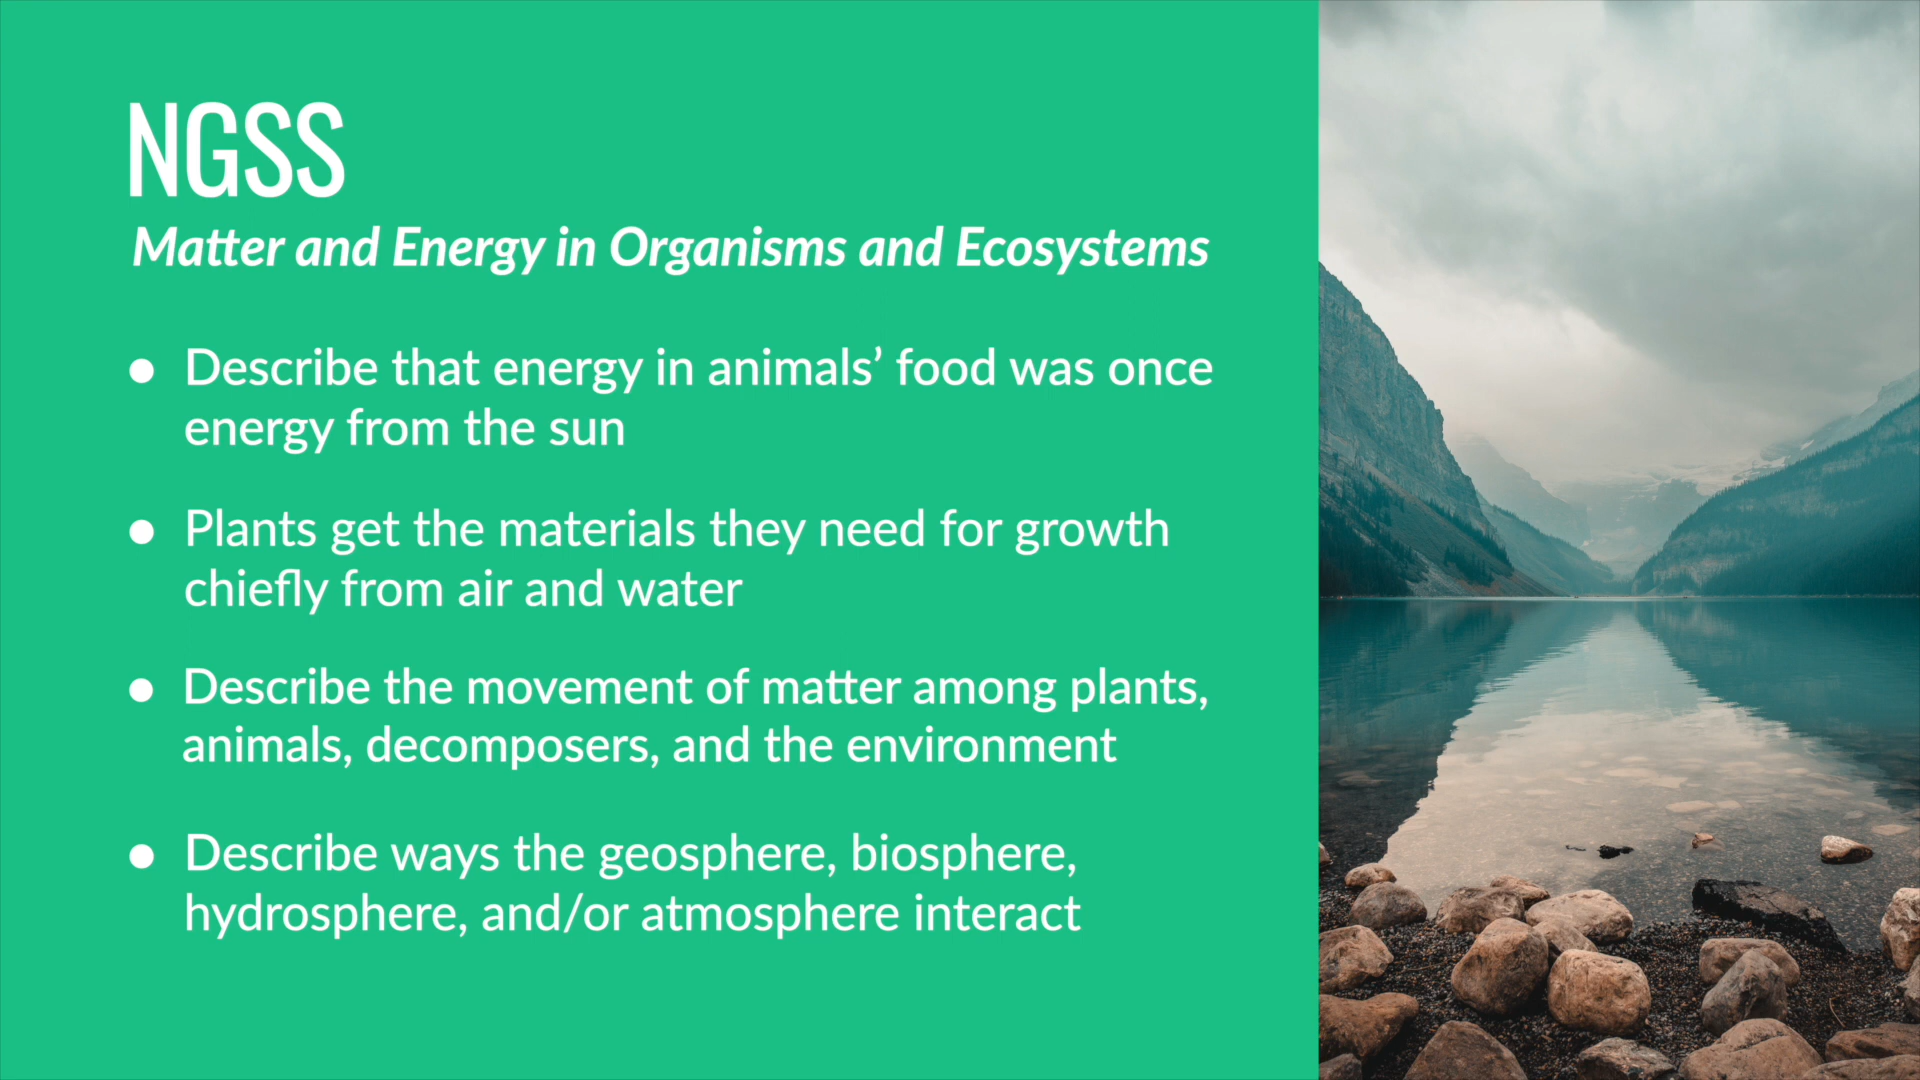 NGSS
Matter and Energy in Organisms and Ecosystems
● Describe that energy in animals’ food was once
energy from the sun
● Plants get the materials they need for growth
chiefly from air and water
● Describe the movement of matter among plants,
animals, decomposers, and the environment
● Describe ways the geosphere, biosphere,
hydrosphere, and/or atmosphere interact